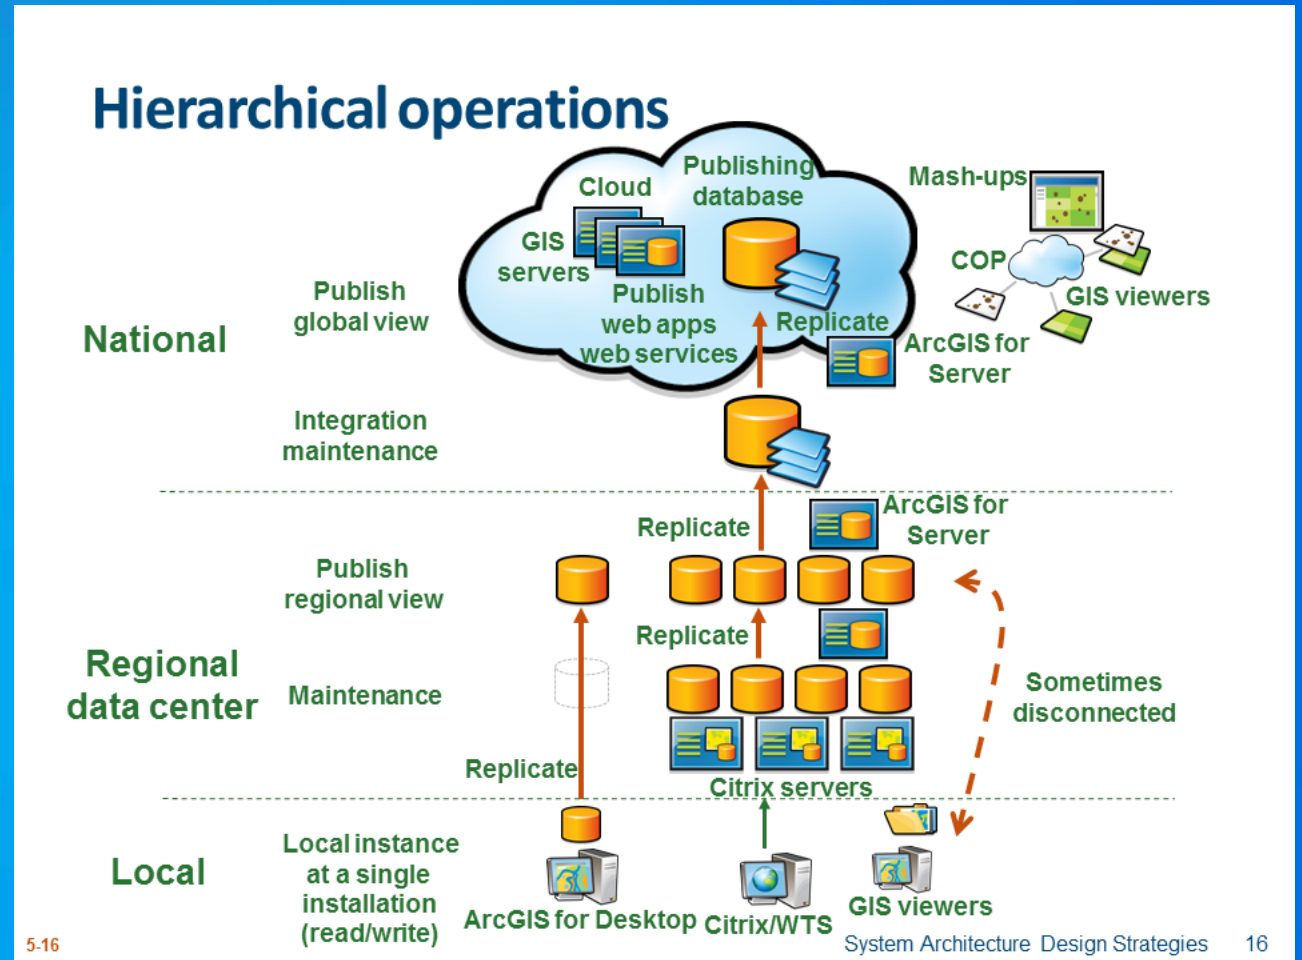 Hierarchical operations
Publishing
database
Cloud
GIS
servers
Publish
web apps
web services
Replicate
Mash-ups
COP
GIS viewers
ArcGIS for
Server
National
Publish
global view
Integration
maintenance
Replicate
ArcGIS for
Server
Publish
regional view
Replicate
Regional
data center
Maintenance
Sometimes
disconnected
Replicate
Citrix servers
Local
Local instance
at a single
installation
(read/write)
ArcGIS for Desktop
Citrix/WTS
GIS viewers
5-16
System Architecture Design Strategies
16